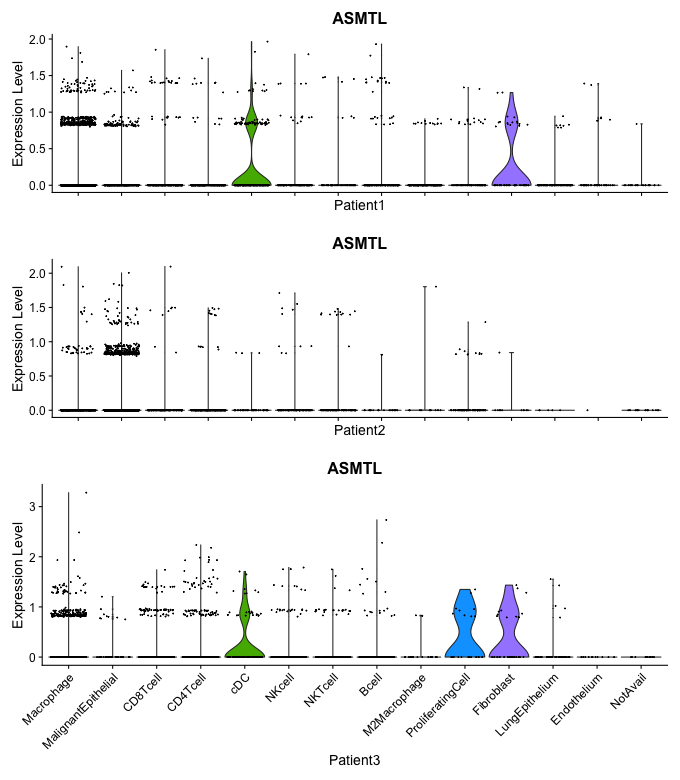 ASMTL
Expression Level
2.0
1.5
1.0
0.5
0.0
Patient1
ASMTL
Expression Level
2.0
1.5
1.0
0.5
0.0
Patient2
ASMTL
Expression Level
3
2
1
0
Macrophage
MalignantEpithelial
CD8Tcell
CD4Tcell
cDC
NKcell
NKTcell
Bcell
M2Macrophage
ProliferatingCell
Fibroblast
LungEpithelium
Endothelium
NotAvail
Patient3